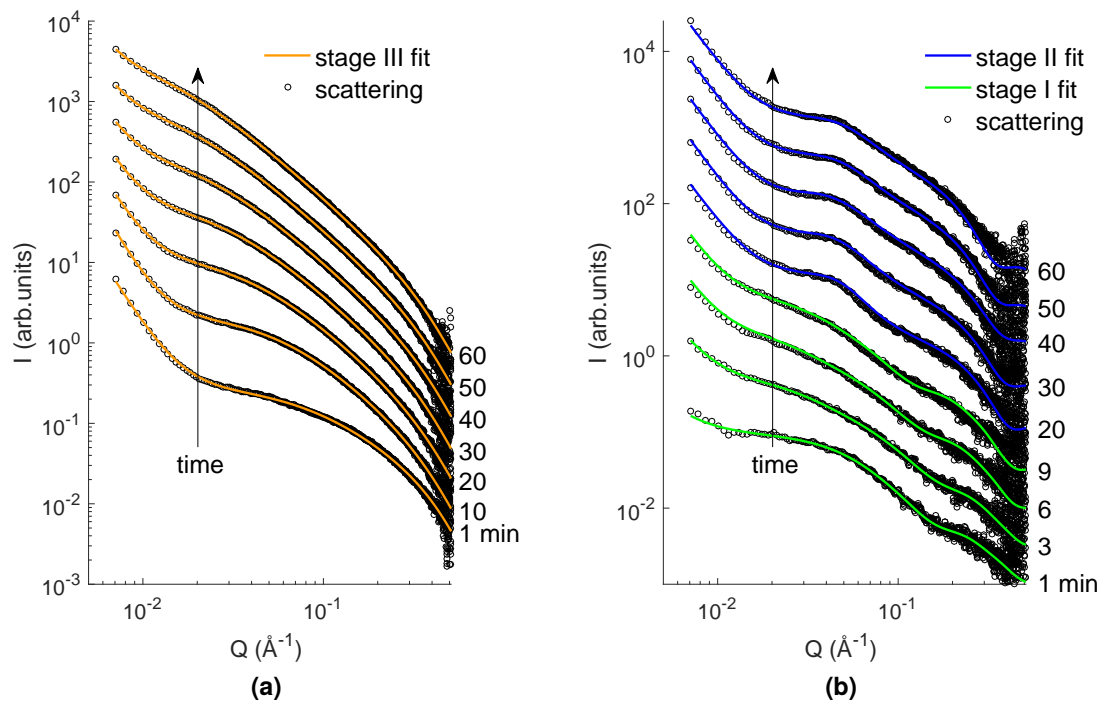 10^4
10^3
10^2
10^1
10^0
10^-1
10^-2
10^-3
I (arb.units)
stage III fit
scattering
time
60
50
40
30
20
10
1 min
10^-2
10^-1
Q (Å^-1)
(a)
10^4
10^2
10^0
10^-2
I (arb.units)
stage II fit
stage I fit
scattering
time
60
50
40
30
20
9
6
3
1 min
10^-2
10^-1
Q (Å^-1)
(b)